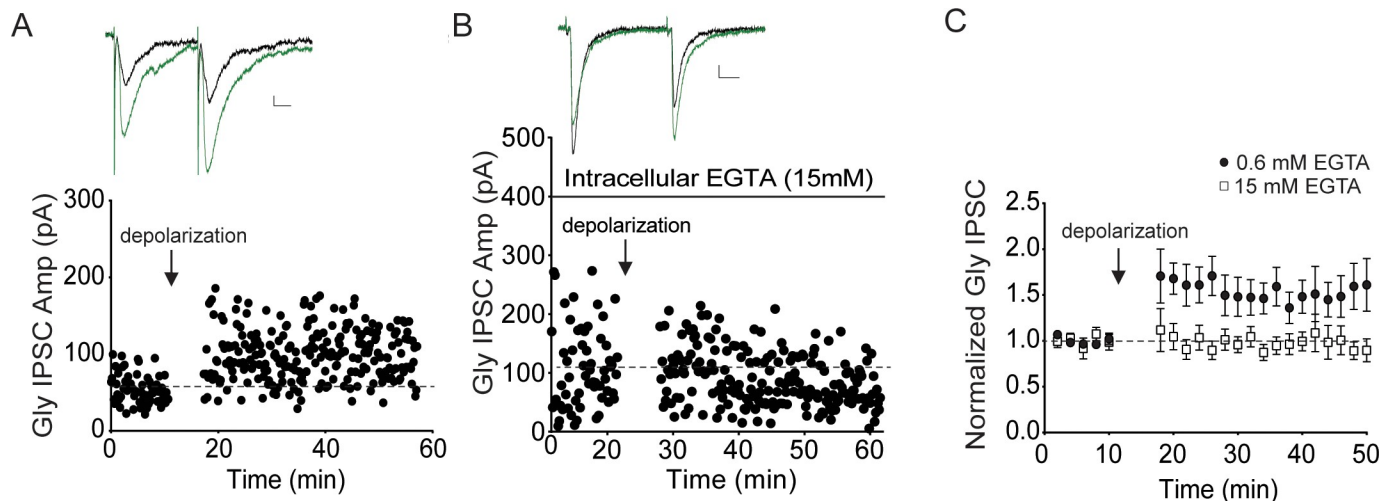 A
B
C
500
400
300
200
100
0
Intracellular EGTA (15mM)
depolarization
Gly IPSC Amp (pA)
20
30
40
50
60
Time (min)
300
200
100
0
depolarization
Gly IPSC Amp (pA)
0
20
40
60
Time (min)
0.6 mM EGTA
15 mM EGTA
2.5
2.0
1.5
1.0
0.5
0.0
depolarization
Normalized Gly IPSC
0
10
20
30
40
50
Time (min)